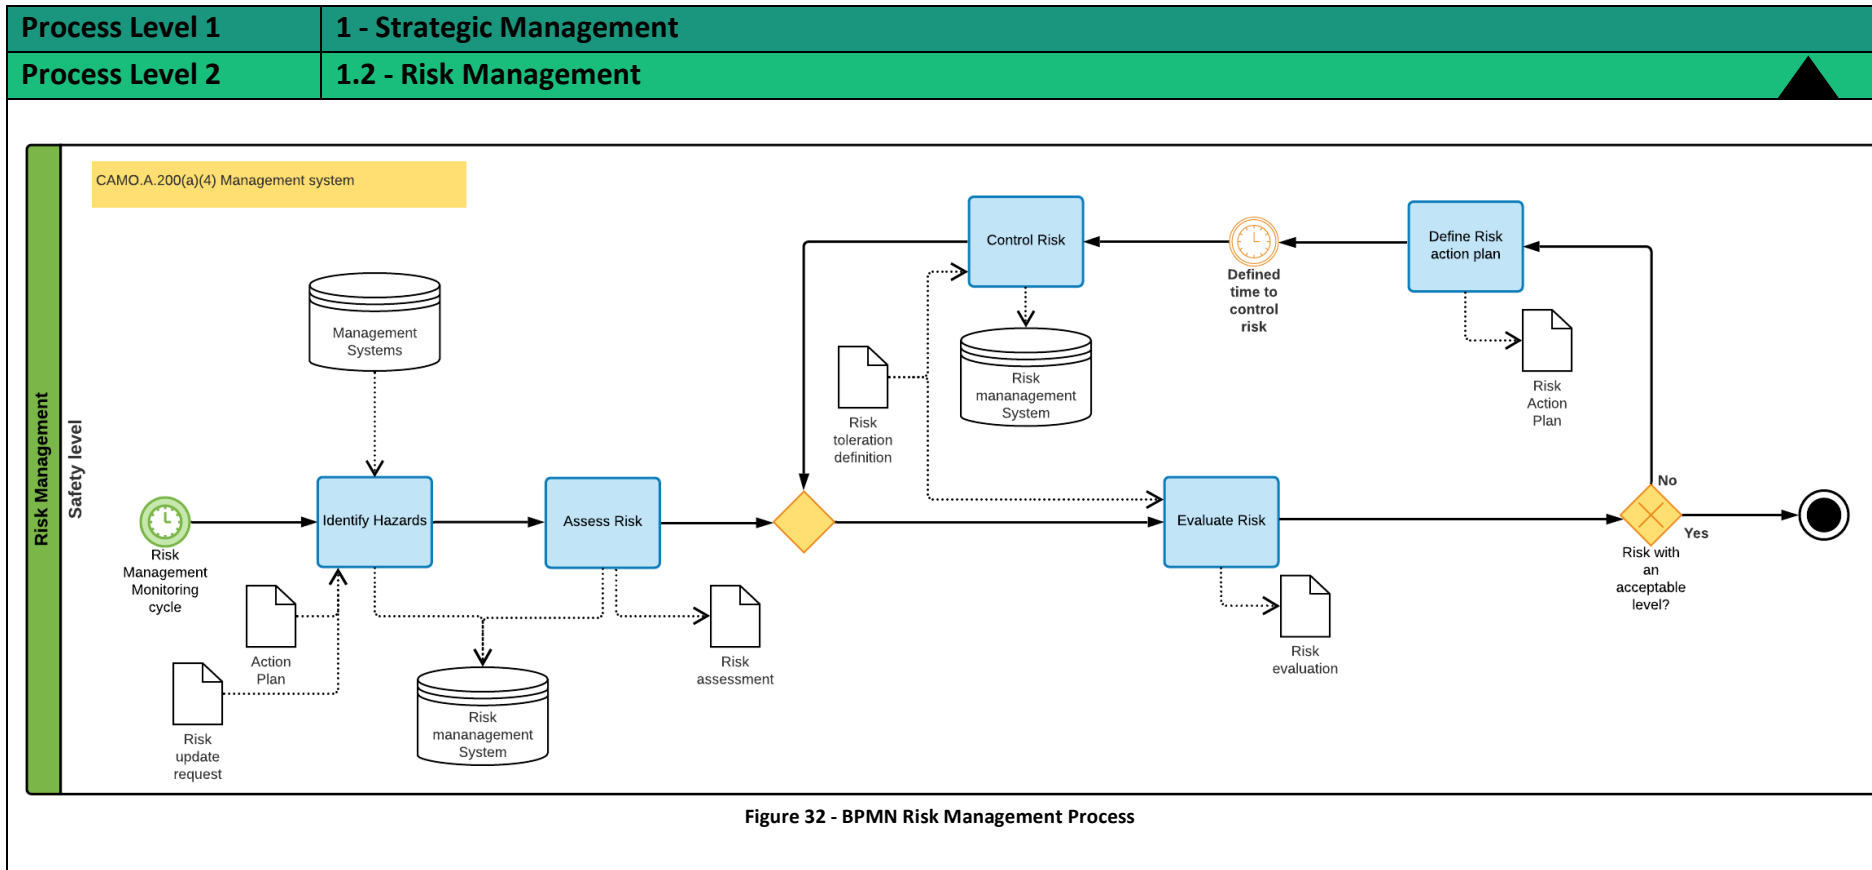 Process Level 1
1 - Strategic Management
Process Level 2
1.2 - Risk Management
Risk Management
Safety level
CAMO.A.200(a)(4) Management system
Management
Systems
Risk
Management
Monitoring
cycle
Identify Hazards
Action
Plan
Risk
update
request
Assess Risk
Risk
mananagement
System
Risk
assessment
Control Risk
Risk
mananagement
System
Risk
toleration
definition
Defined
time to
control
risk
Define Risk
action plan
Risk
Action
Plan
Evaluate Risk
Risk
evaluation
No
Yes
Risk with
an
acceptable
level?
Figure 32 - BPMN Risk Management Process